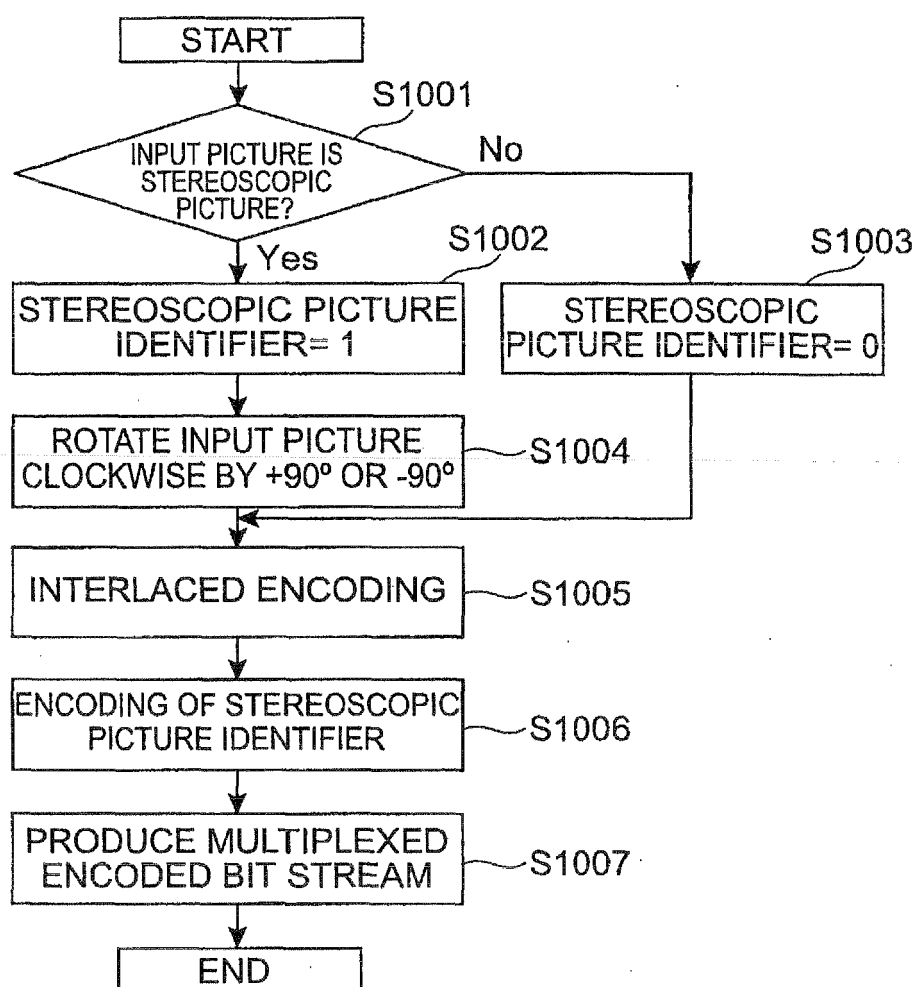 START
S1001
INPUT PICTURE IS
STEREOSCOPIC
PICTURE?
No
Yes
S1002
STEREOSCOPIC PICTURE
IDENTIFIER= 1
S1003
STEREOSCOPIC
PICTURE IDENTIFIER= 0
ROTATE INPUT PICTURE
CLOCKWISE BY +90º OR -90º
S1004
INTERLACED ENCODING
S1005
ENCODING OF STEREOSCOPIC
PICTURE IDENTIFIER
S1006
PRODUCE MULTIPLEXED
ENCODED BIT STREAM
S1007
END